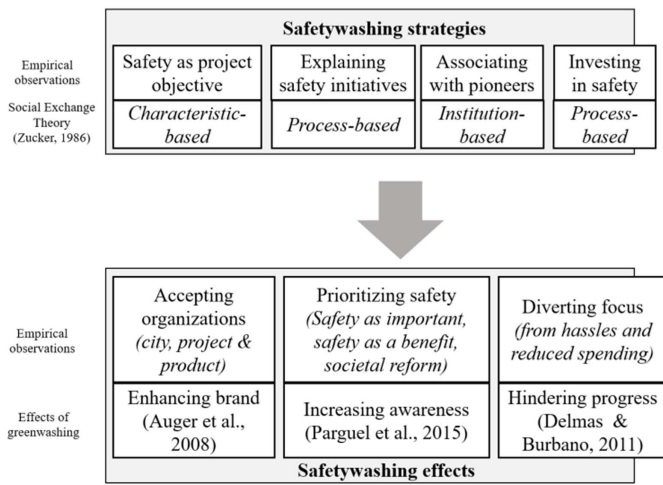 Safetywashing strategies
Empirical
observations
Safety as project
objective
Explaining
safety initiatives
Associating
with pioneers
Investing
in safety
Social Exchange
Theory
(Zucker, 1986)
Characteristic-
based
Process-based
Institution-
based
Process-
based
Empirical
observations
Accepting
organizations
(city, project &
product)
Prioritizing safety
(Safety as important,
safety as a benefit,
societal reform)
Diverting focus
(from hassles and
reduced spending)
Effects of
greenwashing
Enhancing brand
(Auger et al.,
2008)
Increasing awareness
(Parguel et al., 2015)
Hindering progress
(Delmas &
Burbano, 2011)
Safetywashing effects